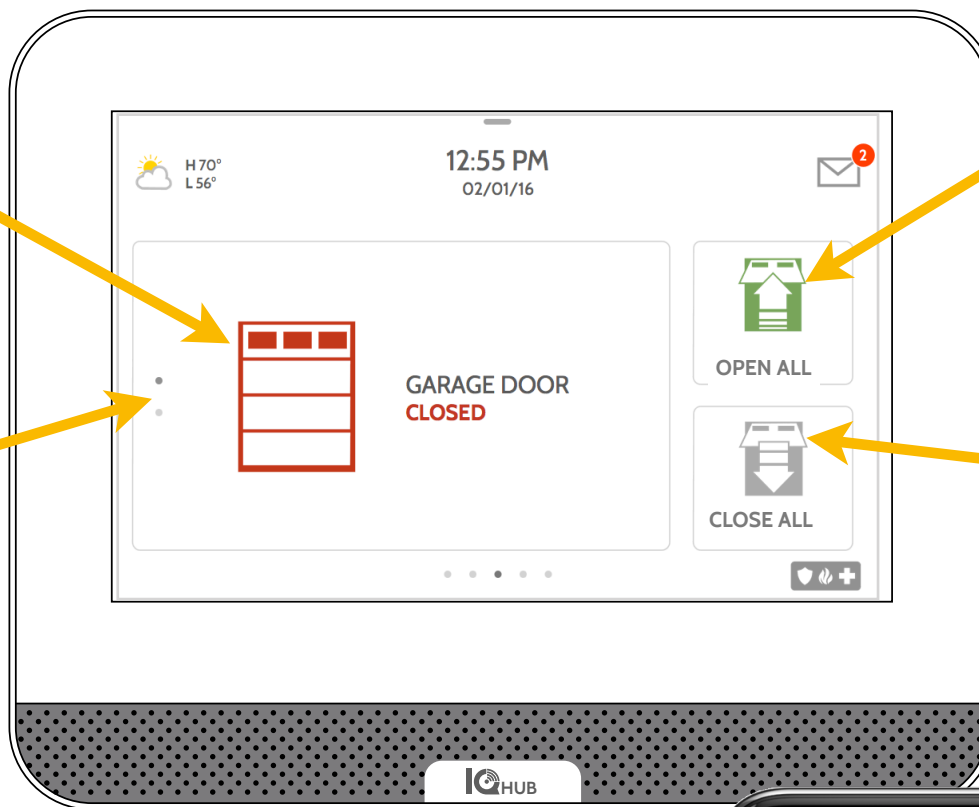 H 70°
L 56°
12:55 PM
02/01/16
2
GARAGE DOOR
CLOSED
OPEN ALL
CLOSE ALL
IQ HUB